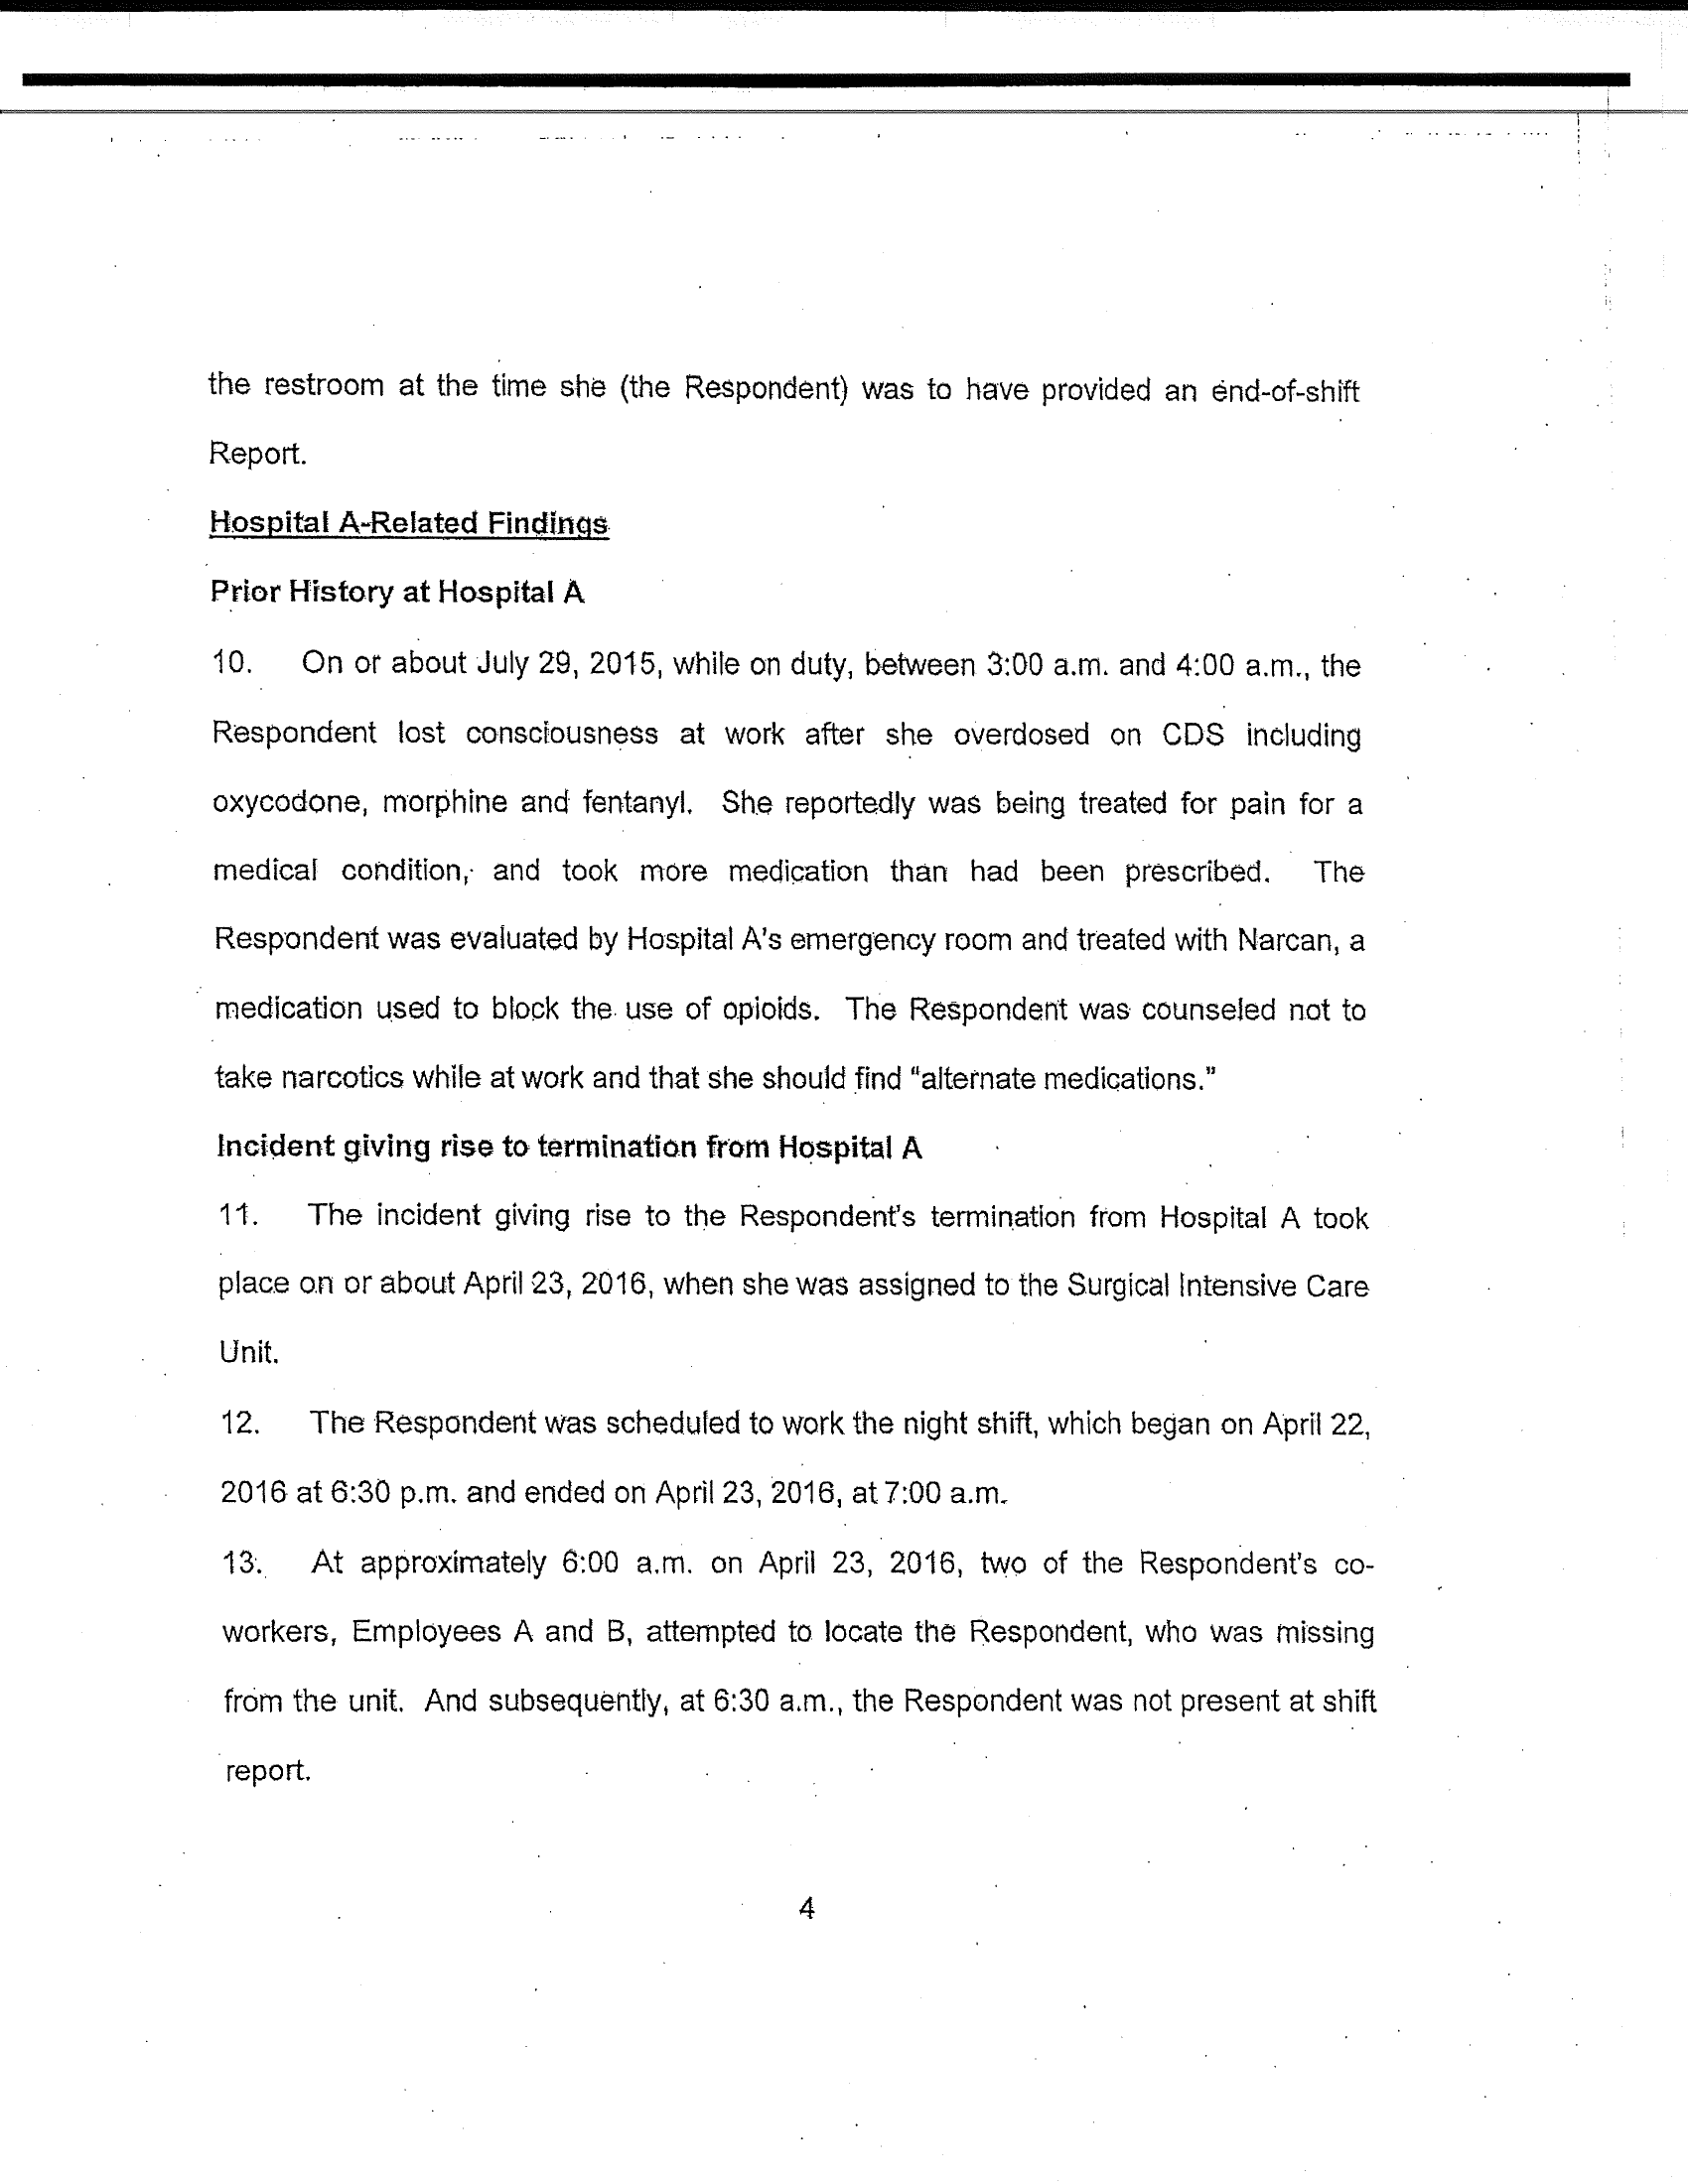 the restroom at the time she (the Respondent) was to have provided an end-of-shift
Report.
Hospital A-Related Findings
Prior History at Hospital A
10. On or about July 29, 2015, while on duty, between 3:00 a.m. and 4:00 a.m., the
Respondent lost consciousness at work after she overdosed on CDS including
oxycodone, morphine and fentanyl. She reportedly was being treated for pain for a
medical condition, and took more medication than had been prescribed. The
Respondent was evaluated by Hospital A's emergency room and treated with Narcan, a
medication used to block the use of opioids. The Respondent was counseled not to
take narcotics while at work and that she should find "alternate medications."
Incident giving rise to termination from Hospital A
11. The incident giving rise to the Respondent's termination from Hospital A took
place on or about April 23, 2016, when she was assigned to the Surgical Intensive Care
Unit.
12. The Respondent was scheduled to work the night shift, which began on April 22,
2016 at 6:30 p.m. and ended on April 23, 2016, at 7:00 a.m.
13. At approximately 6:00 a.m. on April 23, 2016, two of the Respondent's co-
workers, Employees A and B, attempted to locate the Respondent, who was missing
from the unit. And subsequently, at 6:30 a.m., the Respondent was not present at shift
report.
4